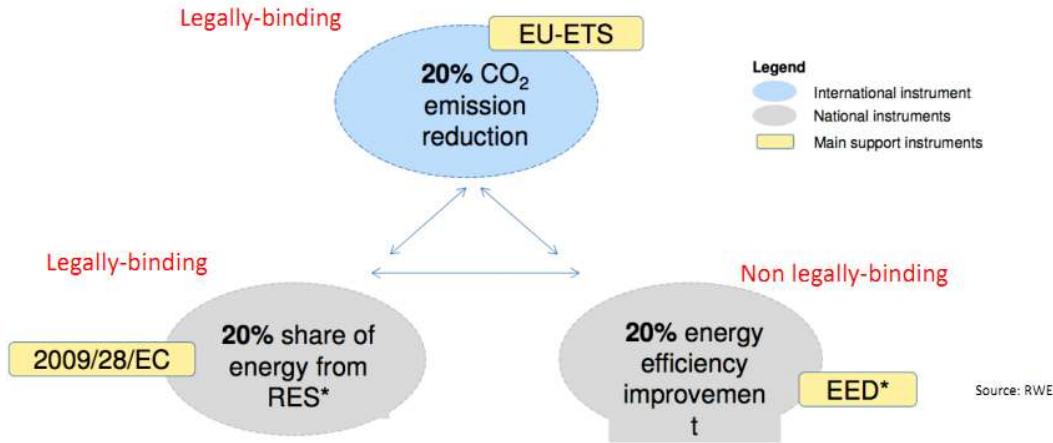 Legally-binding
EU-ETS
20% CO₂
emission
reduction
Legend
International instrument
National instruments
Main support instruments
Legally-binding
Non legally-binding
2009/28/EC
20% share of
energy from
RES*
20% energy
efficiency
improvemen
t
EED*
Source: RWE